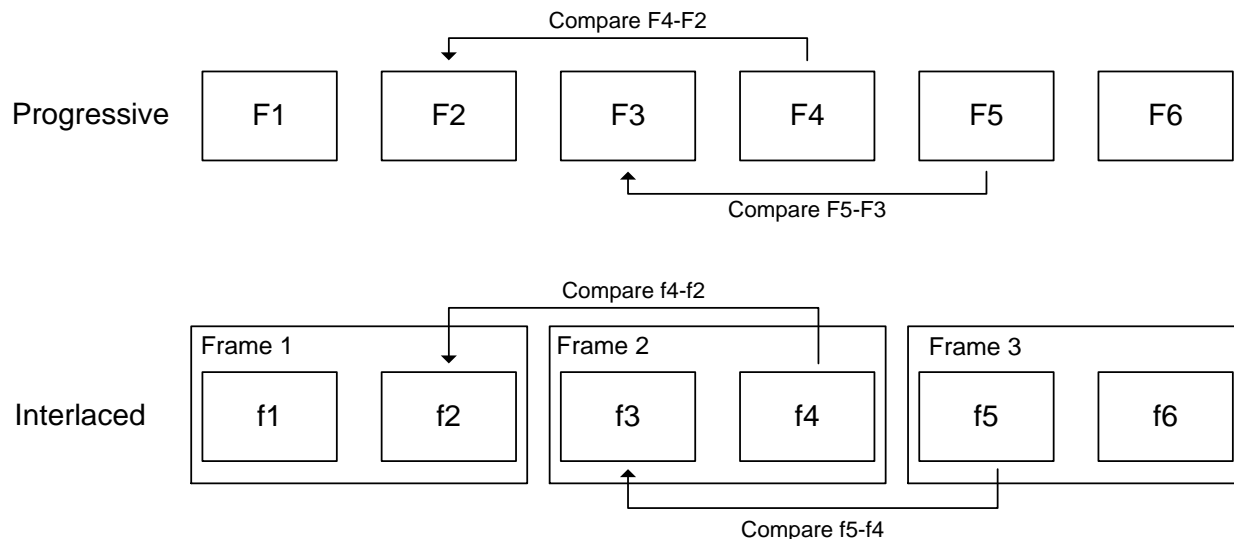 Compare F4-F2
Progressive F1 F2 F3 F4 F5 F6
Compare F5-F3
Compare f4-f2
Frame 1 Frame 2 Frame 3
Interlaced f1 f2 f3 f4 f5 f6
Compare f5-f4